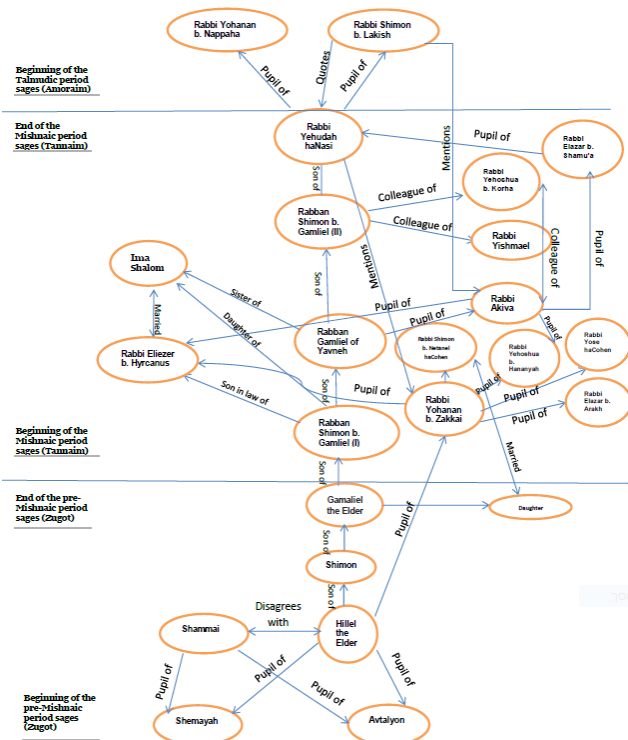 Rabbi Yohanan
b. Nappaha
Rabbi Shimon
b. Lakish
Pupil of
Quotes
Pupil of
Beginning of the
Talmudic period
sages (Amoraim)
End of the
Mishnaic period
sages (Tannaim)
Rabbi
Yehudah
haNasi
Mentions
Pupil of
Rabbi
Elazar b.
Shamu'a
Rabbi
Yehoshua
b. Korha
Son of
Colleague of
Rabban
Shimon b.
Gamliel (II)
Colleague of
Rabbi
Yishmael
Colleague of
Pupil of
Mentions
Ima
Shalom
Sister of
Son of
Married
Daughter of
Pupil of
Rabbi
Akiva
Pupil of
Pupil of
Rabban
Gamliel of
Yavneh
Rabbi Shimon
b. Netanel
haCohen
Rabbi
Yehoshua
b.
Hananyah
Rabbi
Yose
haCohen
Rabbi Eliezer
b. Hyrcanus
Son in law of
Son of
Pupil of
Pupil of
Pupil of
Rabbi
Elazar b.
Arakh
Rabbi
Yohanan
b. Zakkai
Pupil of
Rabban
Shimon b.
Gamliel (I)
Married
Beginning of the
Mishnaic period
sages (Tannaim)
Son of
End of the pre-
Mishnaic period
sages (Zugot)
Gamaliel
the Elder
Daughter
Pupil of
Son of
Shimon
Son of
Disagrees
with
Shammai
Hillel
the
Elder
Pupil of
Pupil of
Pupil of
Pupil of
Beginning of the
pre-Mishnaic
period sages
(Zugot)
Shemayah
Avtalyon